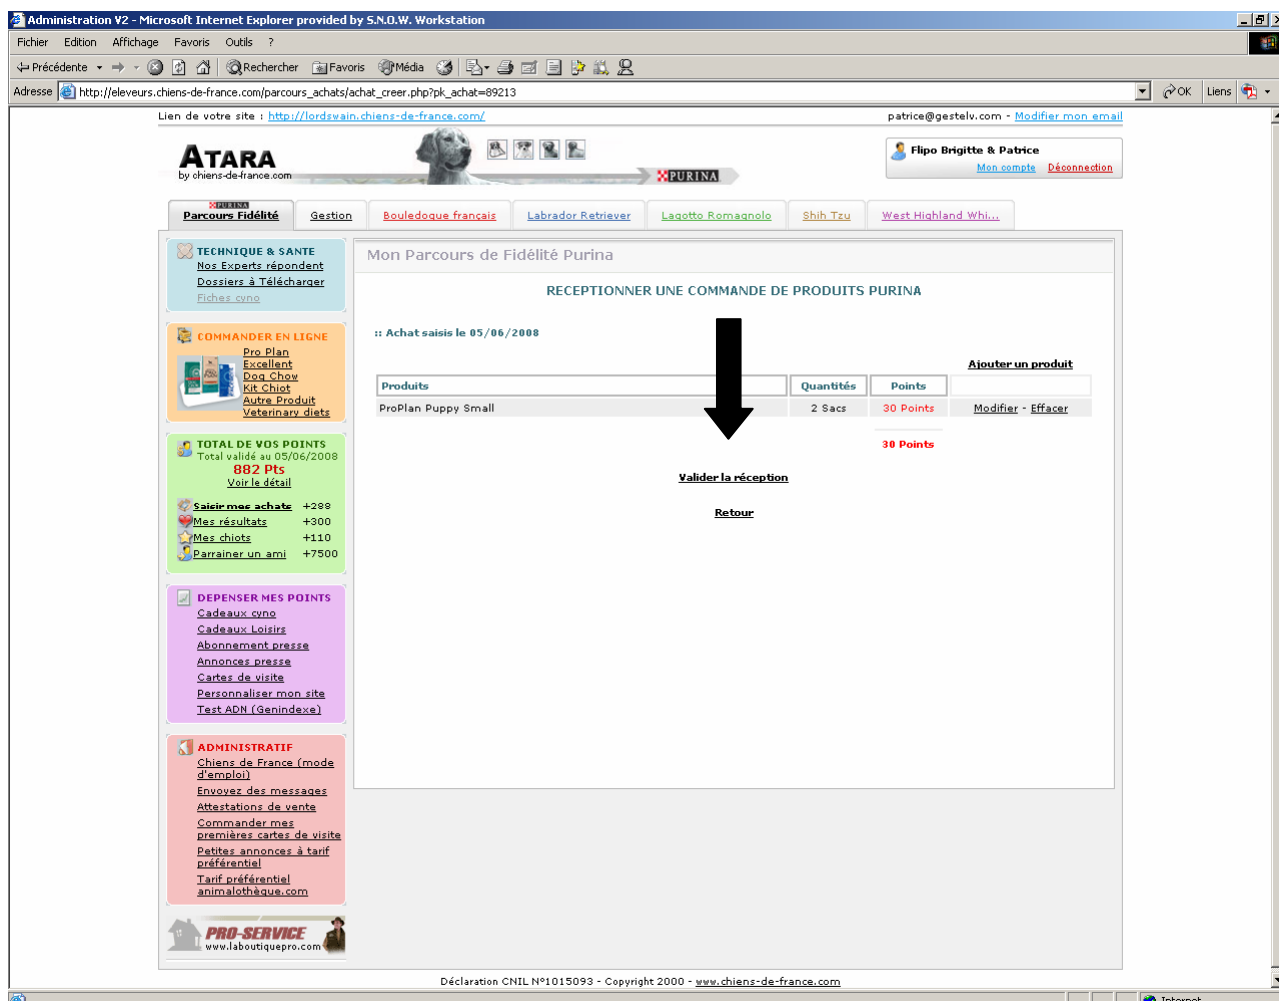 Administration V2 - Microsoft Internet Explorer provided by S.N.O.W. Workstation
Fichier Edition Affichage Favoris Outils ?
Précédente Rechercher Favoris Média
Adresse http://eleveurs.chiens-de-france.com/parcours_achats/achat_creer.php?pk_achat=89213 OK Liens
Lien de votre site : http://lordswain.chiens-de-france.com/ patrice@gestelv.com - Modifier mon email
ATARA
by chiens-de-france.com
PURINA
Flipo Brigitte & Patrice
Mon compte Déconnection
PURINA
Parcours Fidélité Gestion Bouledogue français Labrador Retriever Lagotto Romagnolo Shih Tzu West Highland Whi...
TECHNIQUE & SANTE
Nos Experts répondent
Dossiers à Télécharger
Fiches cyno
COMMANDER EN LIGNE
Pro Plan
Excellent
Dog Chow
Kit Chiot
Autre Produit
Veterinary diets
TOTAL DE VOS POINTS
Total validé au 05/06/2008
882 Pts
Voir le détail
Saisir mes achats +288
Mes résultats +300
Mes chiots +110
Parrainer un ami +7500
DEPENSER MES POINTS
Cadeaux cyno
Cadeaux Loisirs
Abonnement presse
Annonces presse
Cartes de visite
Personnaliser mon site
Test ADN (Genindexe)
ADMINISTRATIF
Chiens de France (mode
d'emploi)
Envoyez des messages
Attestations de vente
Commander mes
premières cartes de visite
Petites annonces à tarif
préférentiel
Tarif préférentiel
animalothèque.com
PRO-SERVICE
www.laboutiquepro.com
Mon Parcours de Fidélité Purina
RECEPTIONNER UNE COMMANDE DE PRODUITS PURINA
:: Achat saisis le 05/06/2008
Ajouter un produit
Produits Quantités Points
ProPlan Puppy Small 2 Sacs 30 Points Modifier - Effacer
30 Points
Valider la réception
Retour
Déclaration CNIL N°1015093 - Copyright 2000 - www.chiens-de-france.com
Internet